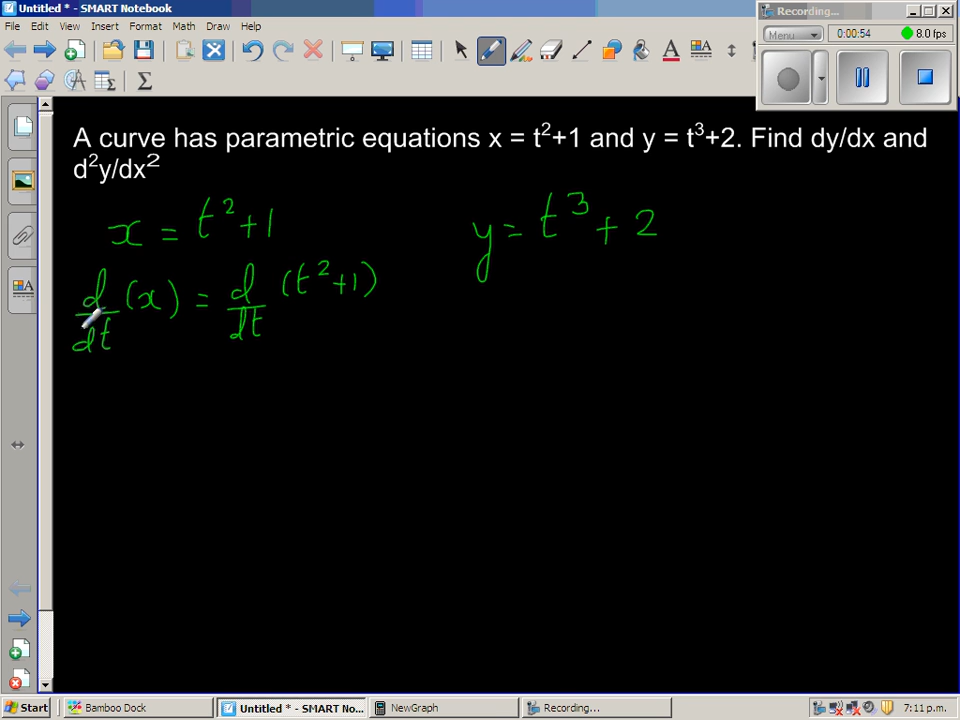 Untitled * - SMART Notebook
Recording...
File Edit View Insert Format Math Draw
Menu 0:00:54 8.0 fps
A curve has parametric equations x = t²+1 and y = t³+2. Find dy/dx and
d²y/dx²
x = t²+1 y = t³ + 2
d/dt (x) = d/dt (t²+1)
Start Bamboo Dock Untitled * - SMART No... NewGraph Recording... 7:11 p.m.